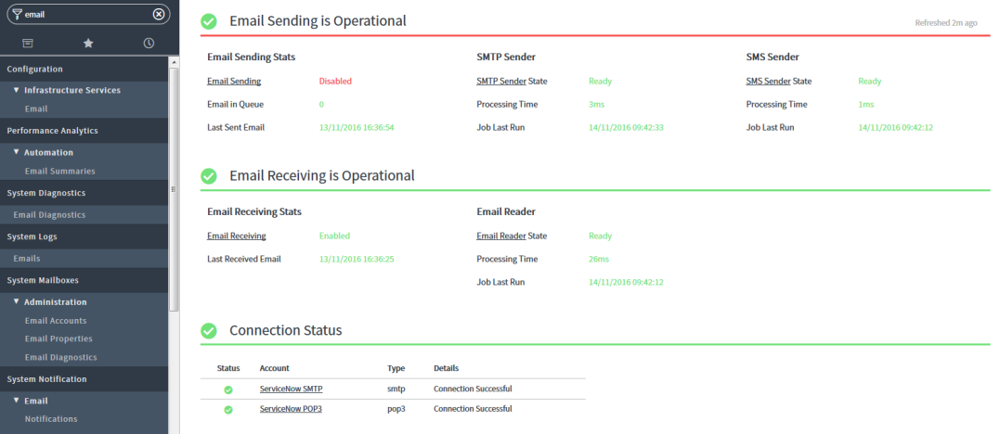 email
Configuration
Infrastructure Services
Email
Performance Analytics
Automation
Email Summaries
System Diagnostics
Email Diagnostics
System Logs
Emails
System Mailboxes
Administration
Email Accounts
Email Properties
Email Diagnostics
System Notification
Email
Notifications
Email Sending is Operational
Refreshed 2m ago
Email Sending Stats
Email Sending Disabled
Email in Queue 0
Last Sent Email 13/11/2016 16:36:54
SMTP Sender
SMTP Sender State Ready
Processing Time 3ms
Job Last Run 14/11/2016 09:42:33
SMS Sender
SMS Sender State Ready
Processing Time 1ms
Job Last Run 14/11/2016 09:42:12
Email Receiving is Operational
Email Receiving Stats
Email Receiving Enabled
Last Received Email 13/11/2016 16:36:25
Email Reader
Email Reader State Ready
Processing Time 26ms
Job Last Run 14/11/2016 09:42:12
Connection Status
Status Account Type Details
ServiceNow SMTP smtp Connection Successful
ServiceNow POP3 pop3 Connection Successful